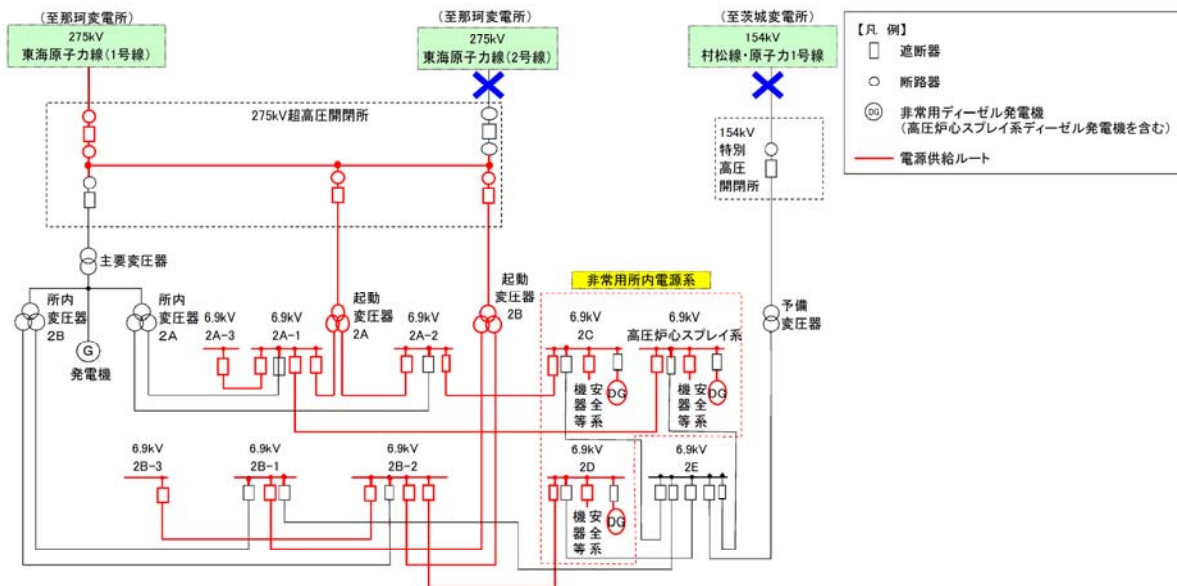 (至那珂変電所)
275kV
東海原子力線(1号線)
(至那珂変電所)
275kV
東海原子力線(2号線)
(至茨城変電所)
154kV
村松線・原子力1号線
【凡 例】
遮断器
断路器
DG
非常用ディーゼル発電機
(高圧炉心スプレイ系ディーゼル発電機を含む)
電源供給ルート
275kV超高圧開閉所
154kV
特別
高圧
開閉所
主要変圧器
所内
変圧器
2B
所内
変圧器
2A
G
発電機
6.9kV
2A-3
6.9kV
2A-1
起動
変圧器
2A
6.9kV
2A-2
起動
変圧器
2B
非常用所内電源系
6.9kV
2C
安全系
機器等
DG
6.9kV
高圧炉心スプレイ系
安全系
機器等
DG
予備
変圧器
6.9kV
2B-3
6.9kV
2B-1
6.9kV
2B-2
6.9kV
2D
安全系
機器等
DG
6.9kV
2E